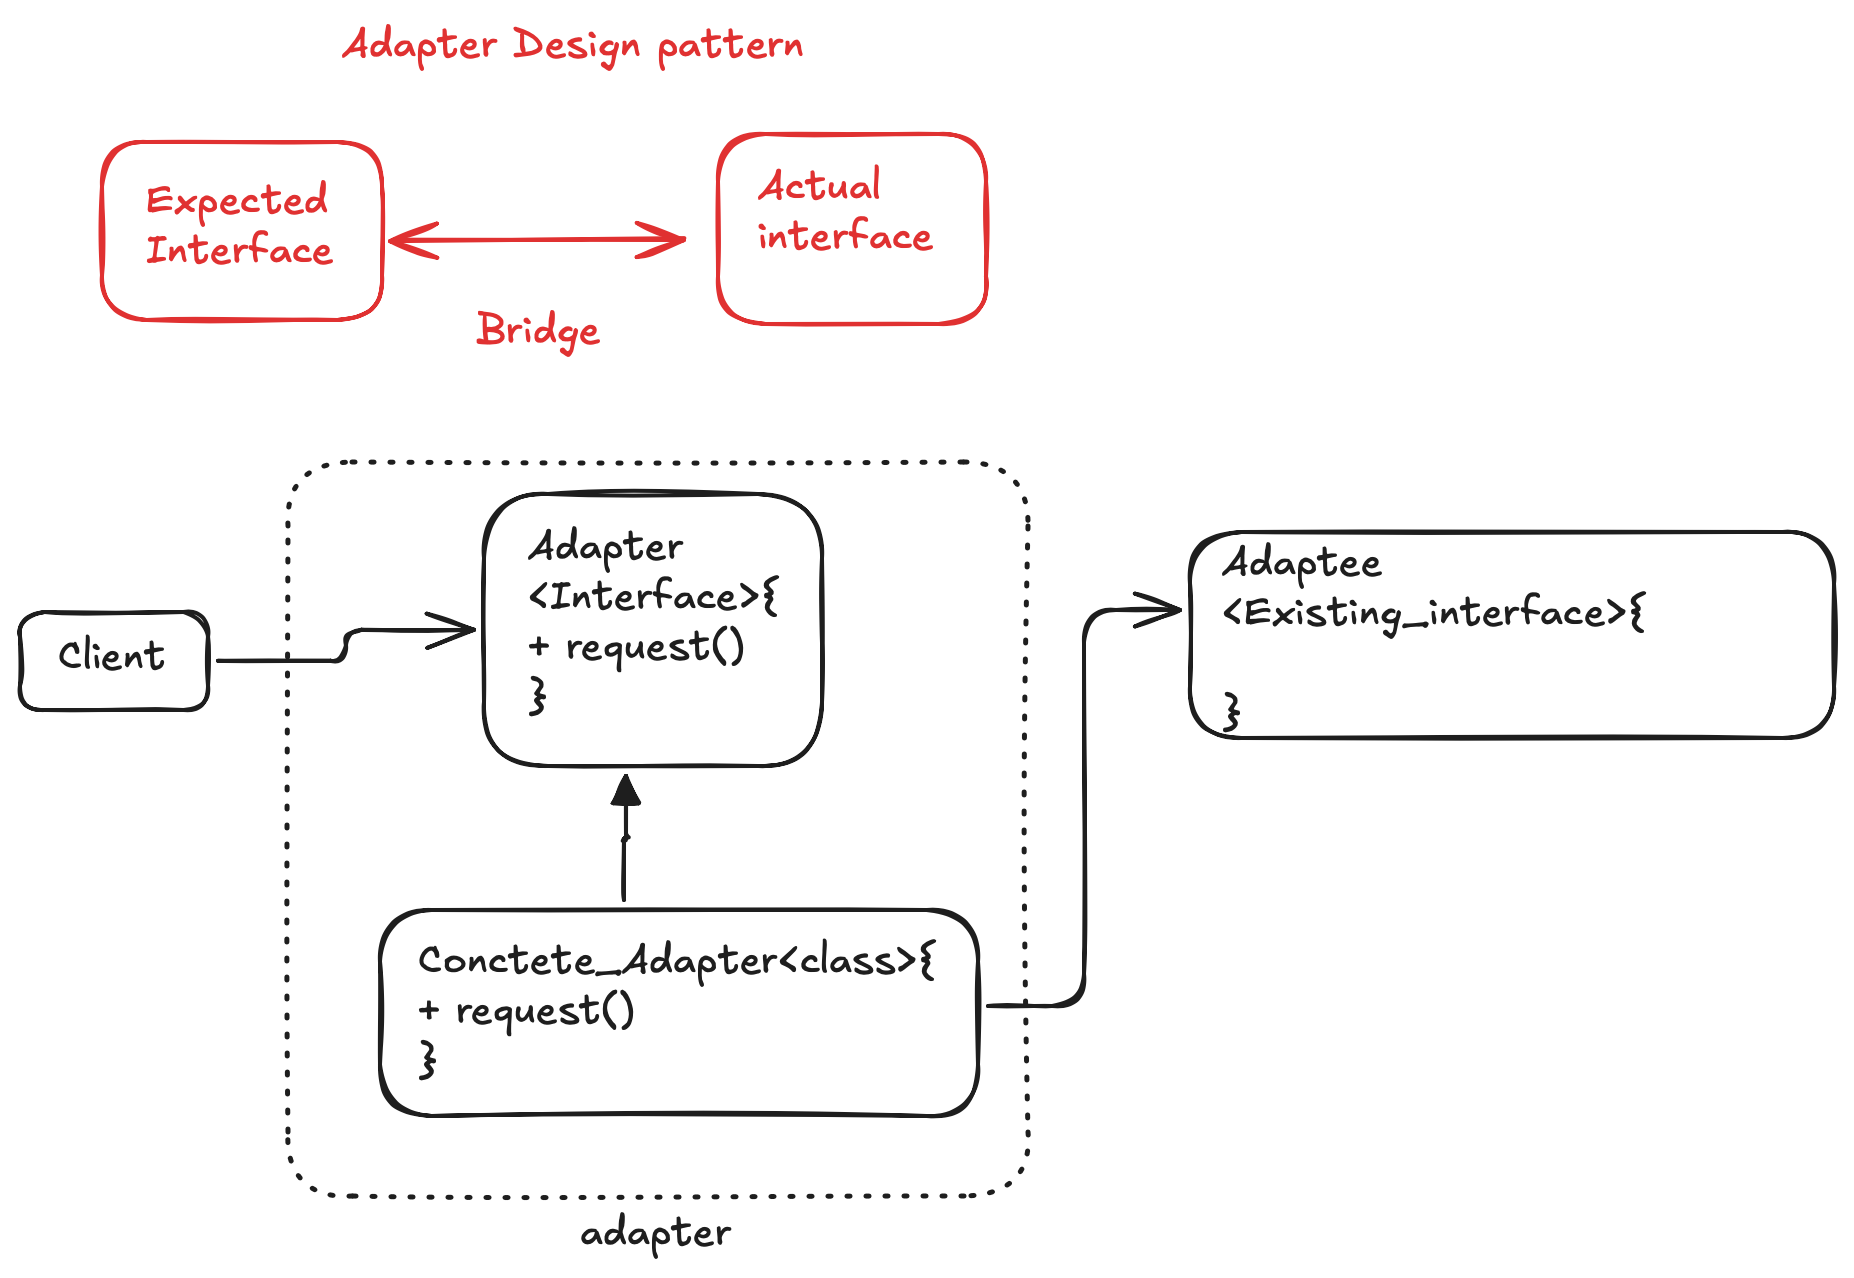 Adapter Design pattern
Expected
Interface
Actual
interface
Bridge
Client
Adapter
<Interface>{
+ request()
}
Adaptee
<Existing_interface>{
}
Conctete_Adapter<class>{
+ request()
}
adapter